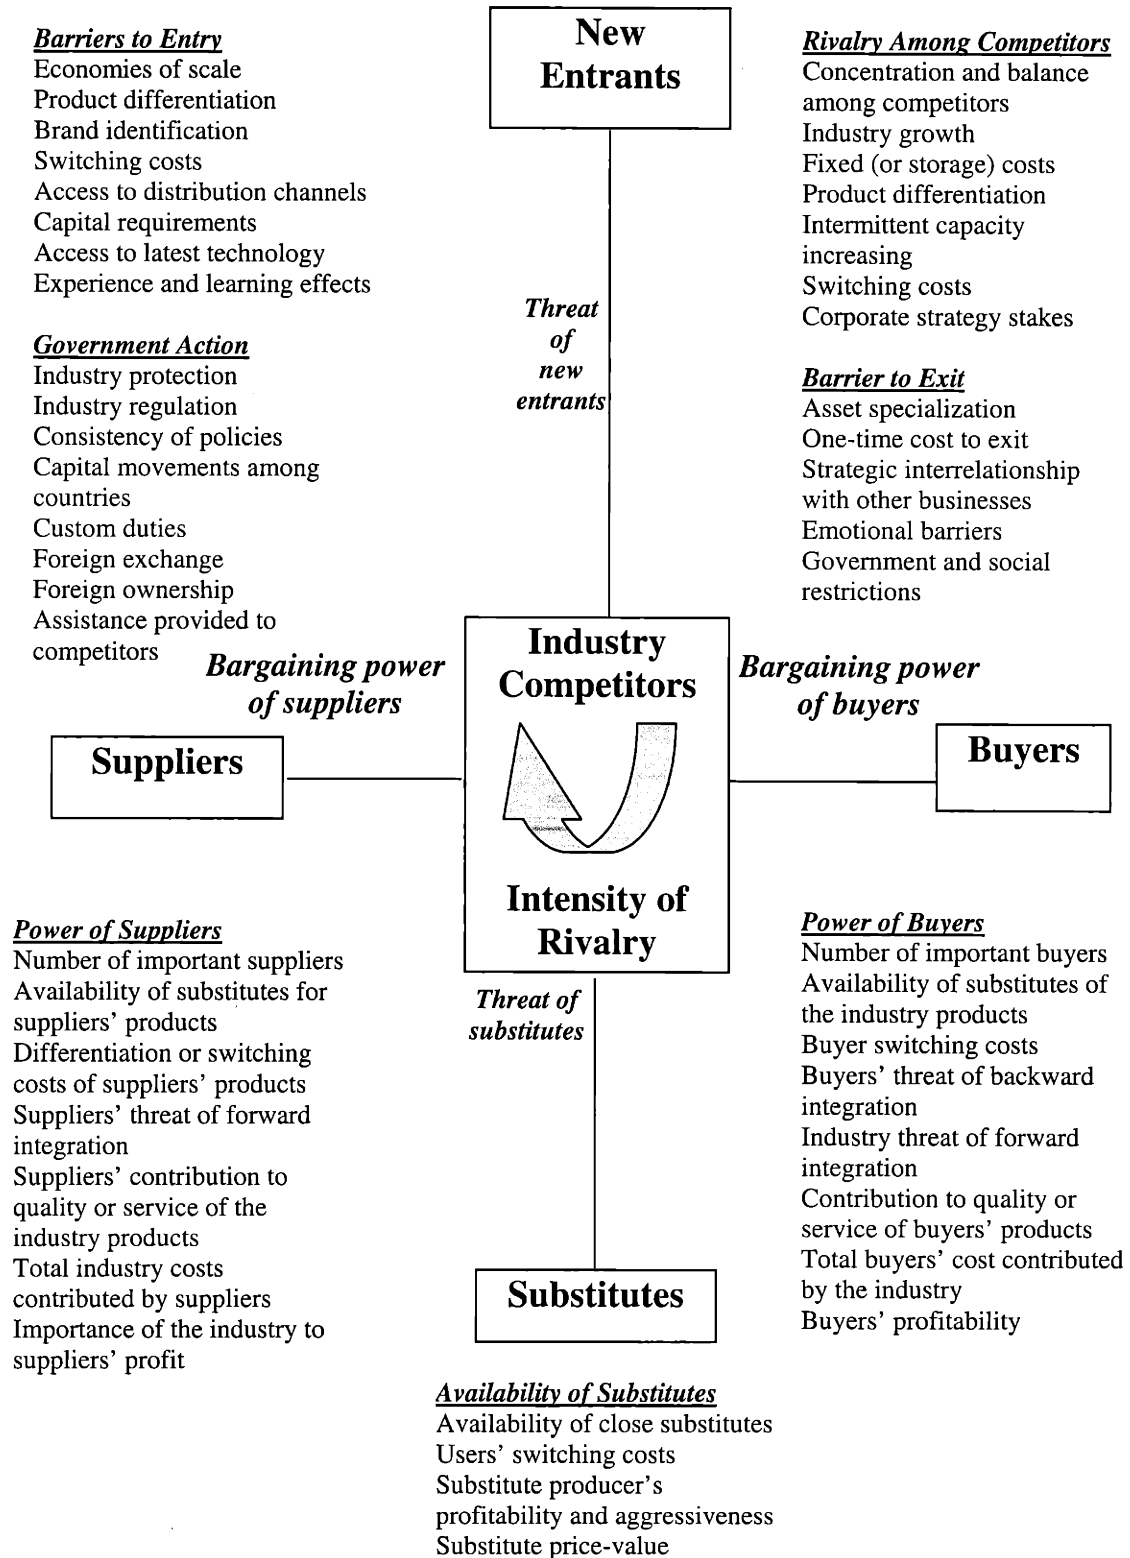 New
Entrants
Barriers to Entry
Economies of scale
Product differentiation
Brand identification
Switching costs
Access to distribution channels
Capital requirements
Access to latest technology
Experience and learning effects
Government Action
Industry protection
Industry regulation
Consistency of policies
Capital movements among
countries
Custom duties
Foreign exchange
Foreign ownership
Assistance provided to
competitors
Threat
of
new
entrants
Rivalry Among Competitors
Concentration and balance
among competitors
Industry growth
Fixed (or storage) costs
Product differentiation
Intermittent capacity
increasing
Switching costs
Corporate strategy stakes
Barrier to Exit
Asset specialization
One-time cost to exit
Strategic interrelationship
with other businesses
Emotional barriers
Government and social
restrictions
Bargaining power
of suppliers
Suppliers
Industry
Competitors
Intensity of
Rivalry
Bargaining power
of buyers
Buyers
Power of Suppliers
Number of important suppliers
Availability of substitutes for
suppliers' products
Differentiation or switching
costs of suppliers' products
Suppliers' threat of forward
integration
Suppliers' contribution to
quality or service of the
industry products
Total industry costs
contributed by suppliers
Importance of the industry to
suppliers' profit
Threat of
substitutes
Substitutes
Power of Buyers
Number of important buyers
Availability of substitutes of
the industry products
Buyer switching costs
Buyers' threat of backward
integration
Industry threat of forward
integration
Contribution to quality or
service of buyers' products
Total buyers' cost contributed
by the industry
Buyers' profitability
Availability of Substitutes
Availability of close substitutes
Users' switching costs
Substitute producer's
profitability and aggressiveness
Substitute price-value